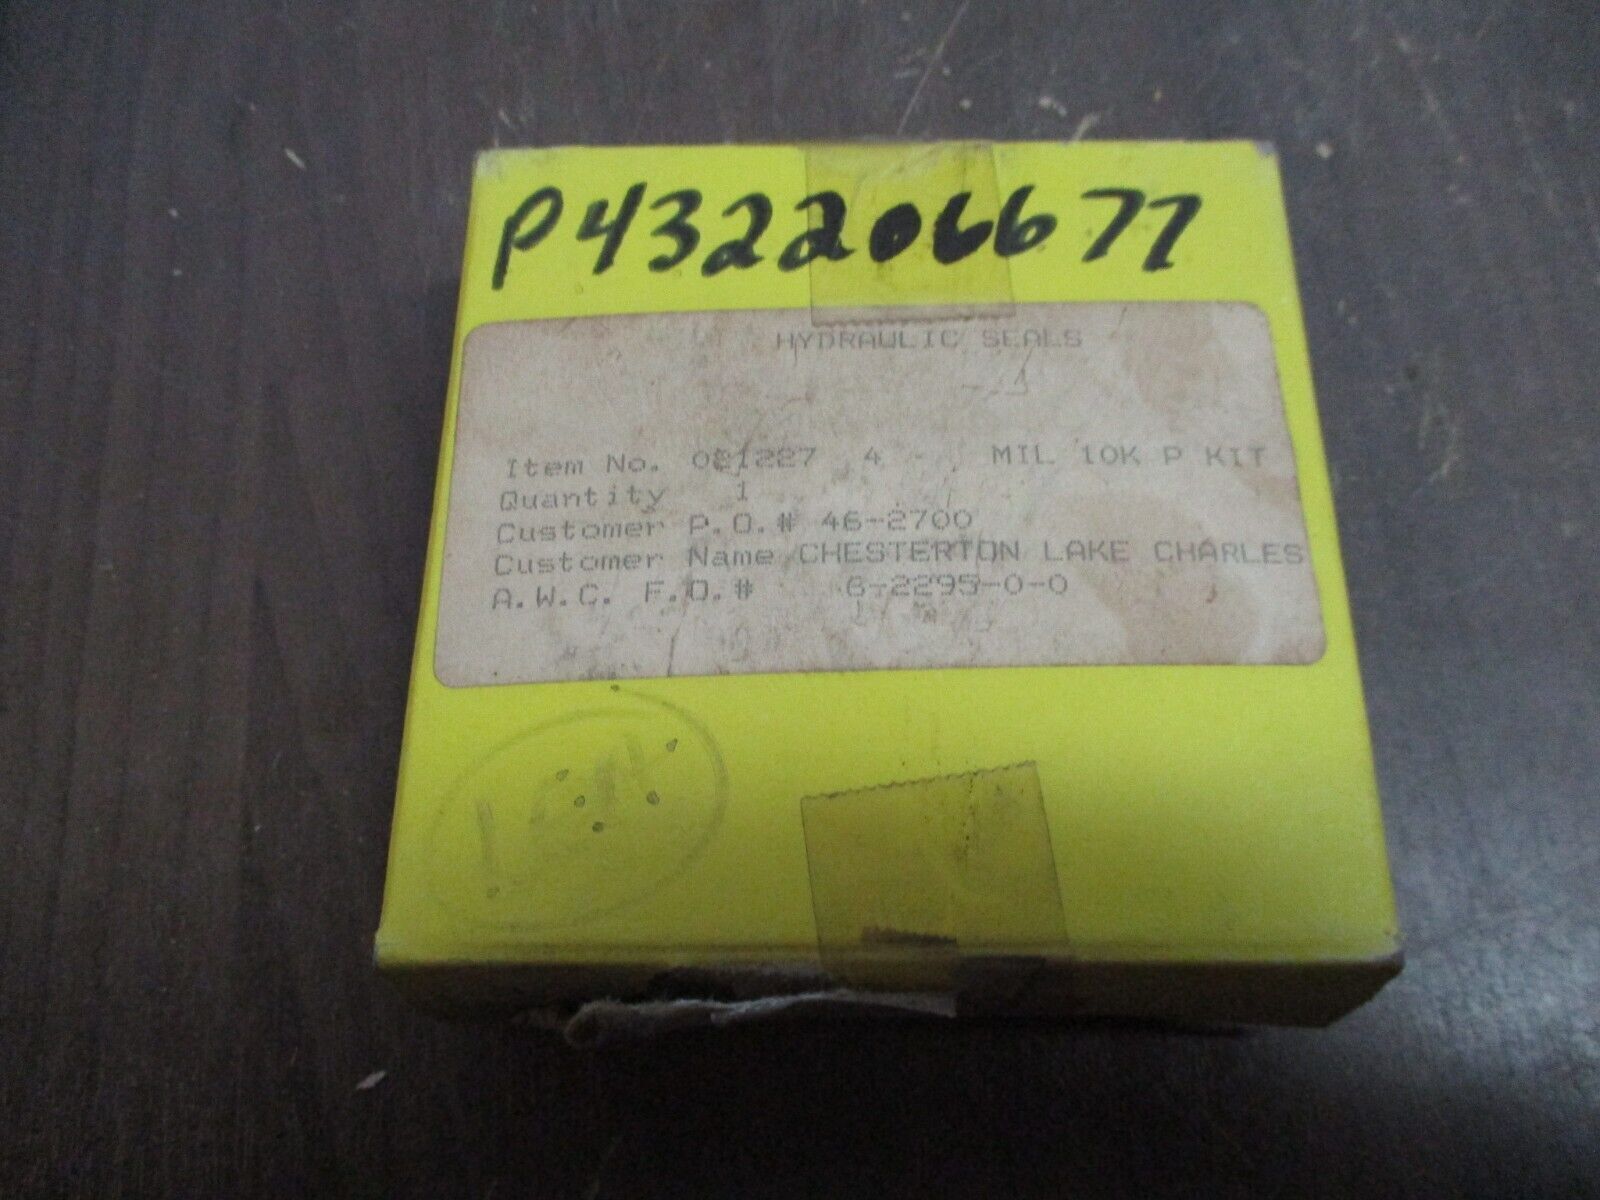 P432206677
HYDRAULIC SEALS
Item No. 021227 4 - MIL 10K P KIT
Quantity 1
Customer P.O.# 46-2700
Customer Name CHESTERTON LAKE CHARLES
A.W.C. F.O.# 6-2295-0-0